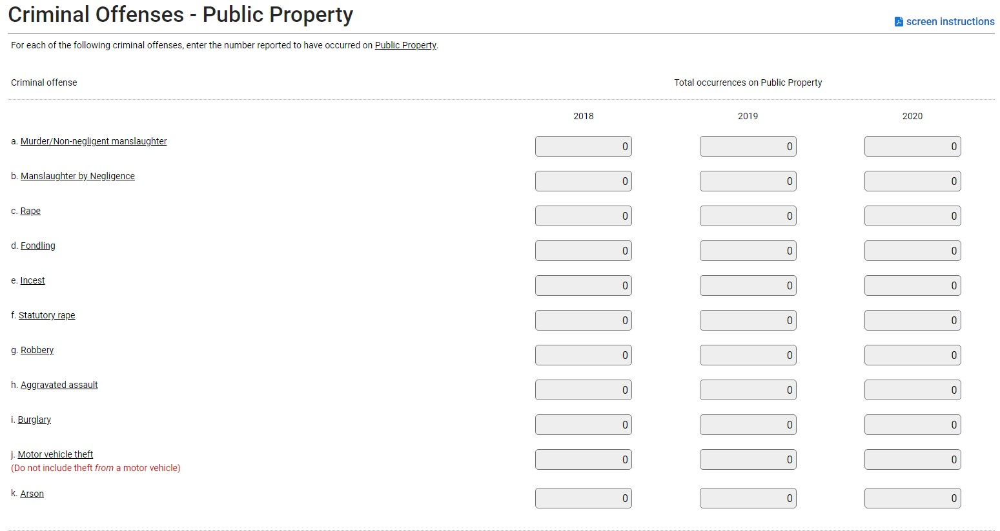 Criminal Offenses - Public Property
screen instructions
For each of the following criminal offenses, enter the number reported to have occurred on Public Property.
Criminal offense Total occurrences on Public Property
2018 2019 2020
a. Murder/Non-negligent manslaughter 0 0 0
b. Manslaughter by Negligence 0 0 0
c. Rape 0 0 0
d. Fondling 0 0 0
e. Incest 0 0 0
f. Statutory rape 0 0 0
g. Robbery 0 0 0
h. Aggravated assault 0 0 0
i. Burglary 0 0 0
j. Motor vehicle theft 0 0 0
(Do not include theft from a motor vehicle)
k. Arson 0 0 0